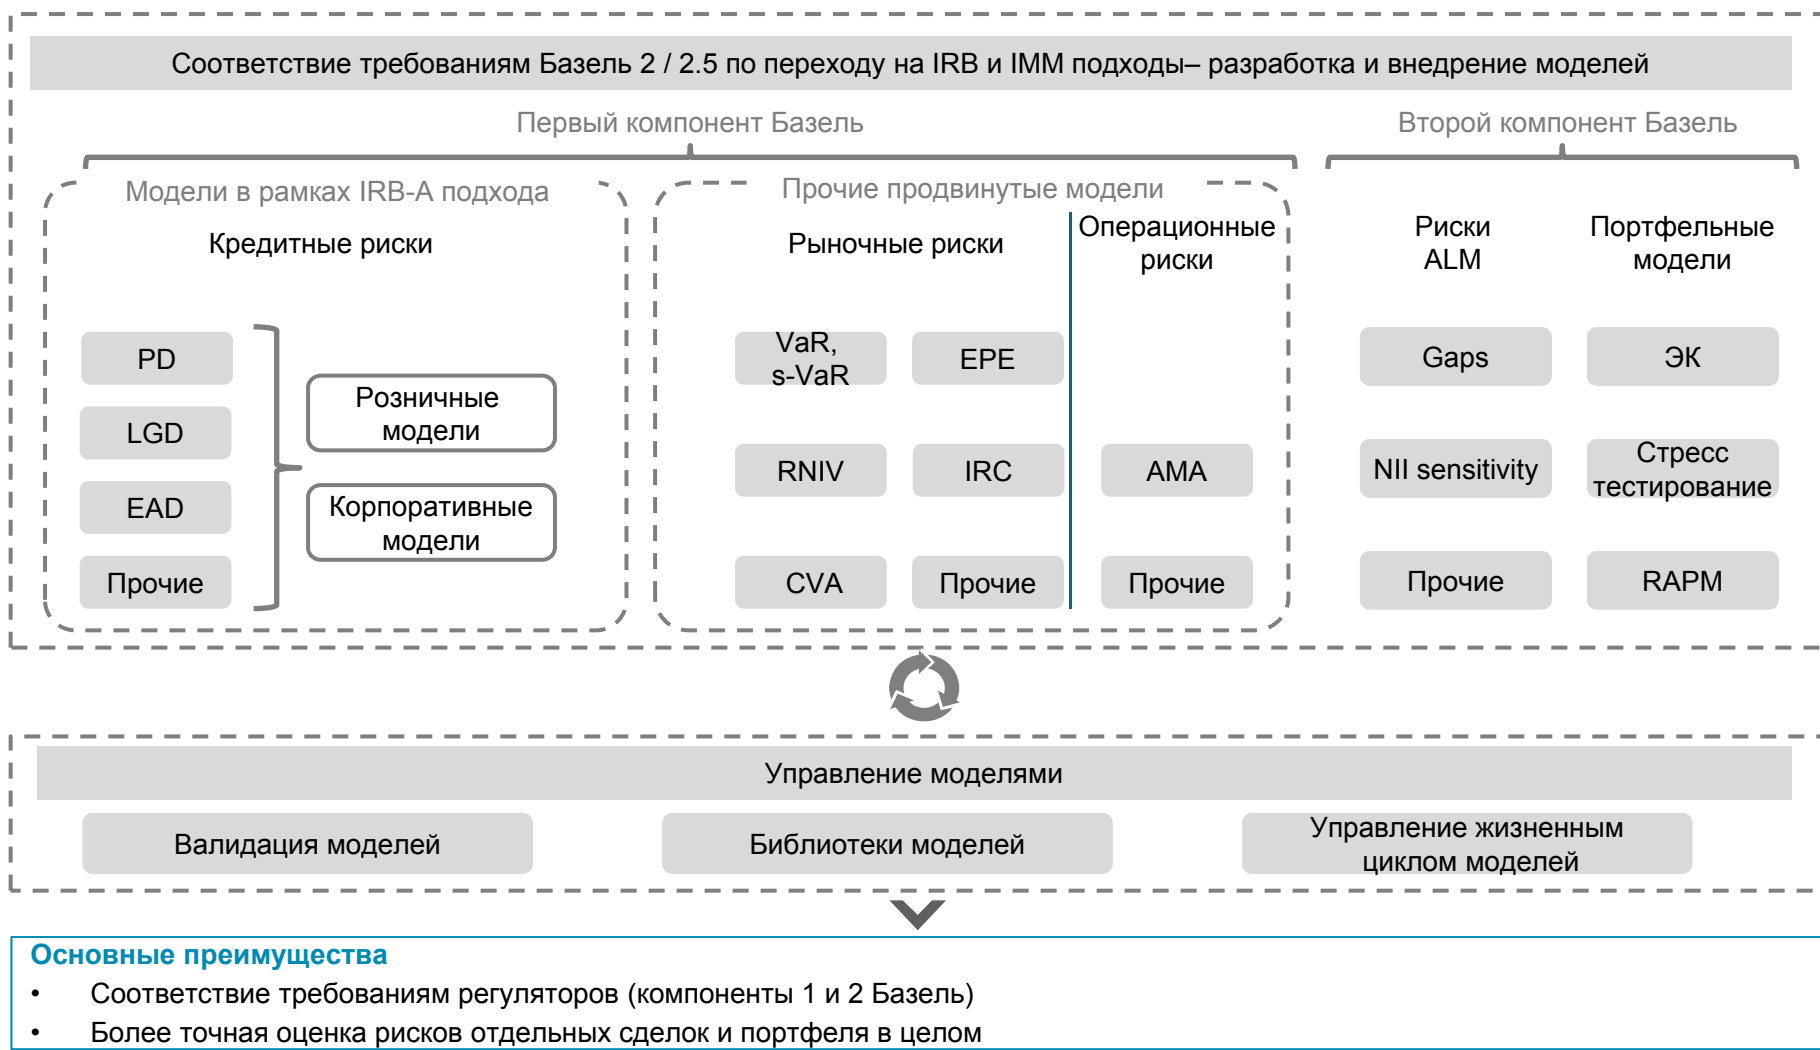 Соответствие требованиям Базель 2 / 2.5 по переходу на IRB и IMM подходы– разработка и внедрение моделей
Первый компонент Базель
Второй компонент Базель
Модели в рамках IRB-A подхода
Кредитные риски
PD
LGD
EAD
Прочие
Розничные
модели
Корпоративные
модели
Прочие продвинутые модели
Рыночные риски
VaR,
s-VaR
EPE
RNIV
IRC
CVA
Прочие
Операционные
риски
AMA
Прочие
Риски
ALM
Gaps
NII sensitivity
Прочие
Портфельные
модели
ЭК
Стресс
тестирование
RAPM
Управление моделями
Валидация моделей
Библиотеки моделей
Управление жизненным
циклом моделей
Основные преимущества
• Соответствие требованиям регуляторов (компоненты 1 и 2 Базель)
• Более точная оценка рисков отдельных сделок и портфеля в целом